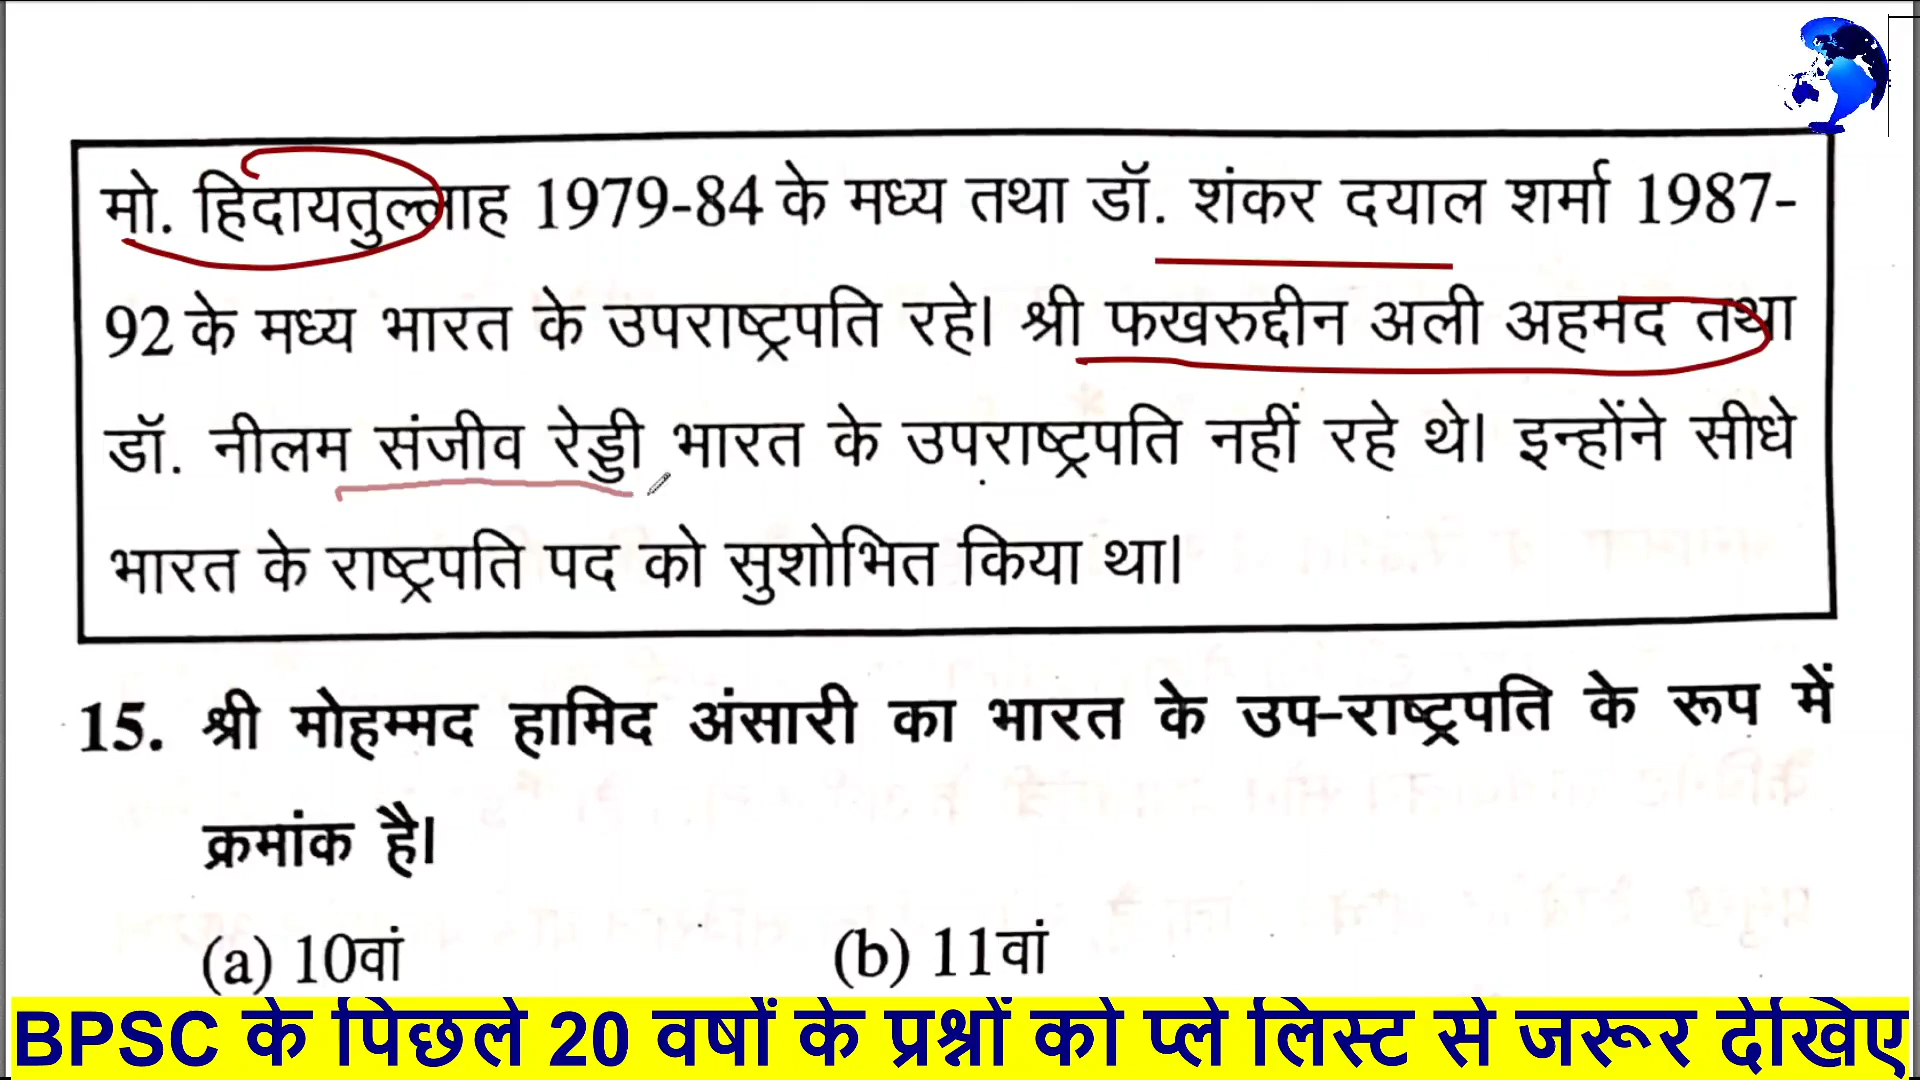 मो. हिदायतुल्लाह 1979-84 के मध्य तथा डॉ. शंकर दयाल शर्मा 1987-
92 के मध्य भारत के उपराष्ट्रपति रहे। श्री फखरुद्दीन अली अहमद तथा
डॉ. नीलम संजीव रेड्डी भारत के उपराष्ट्रपति नहीं रहे थे। इन्होंने सीधे
भारत के राष्ट्रपति पद को सुशोभित किया था।
15. श्री मोहम्मद हामिद अंसारी का भारत के उप-राष्ट्रपति के रूप में
क्रमांक है।
(a) 10वां (b) 11वां
BPSC के पिछले 20 वर्षों के प्रश्नों को प्ले लिस्ट से जरूर देखिए